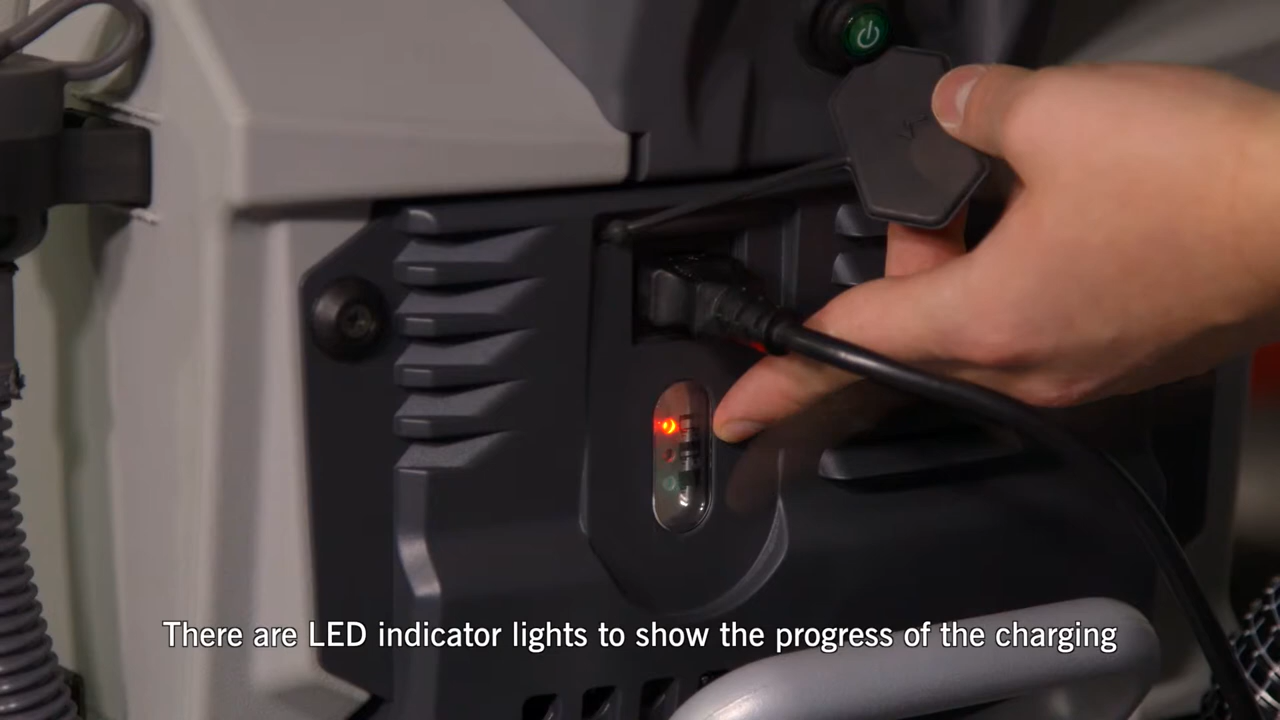 There are LED indicator lights to show the progress of the charging